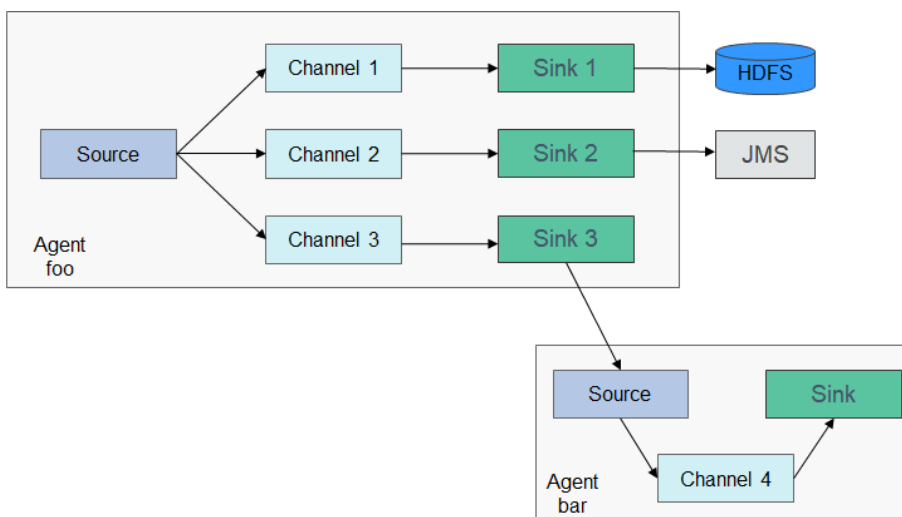 Channel 1
Sink 1
HDFS
Source
Channel 2
Sink 2
JMS
Channel 3
Sink 3
Agent
foo
Source
Sink
Channel 4
Agent
bar